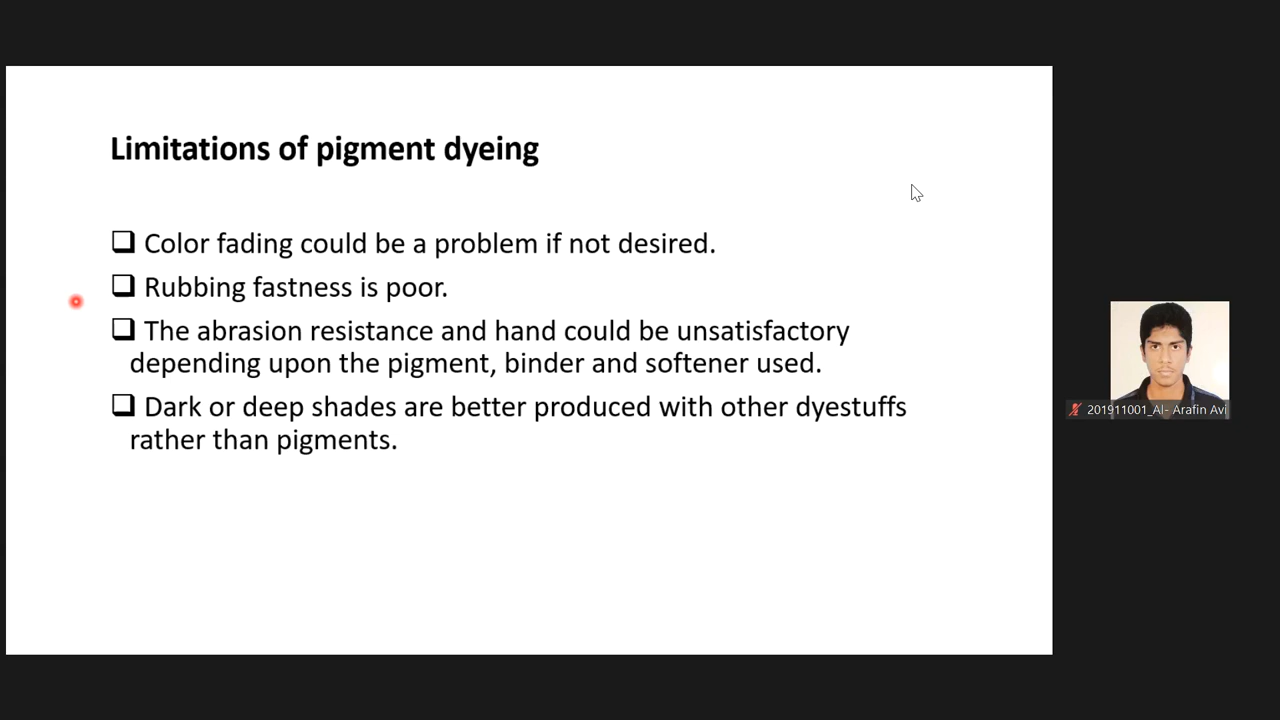 Limitations of pigment dyeing
Color fading could be a problem if not desired.
Rubbing fastness is poor.
The abrasion resistance and hand could be unsatisfactory
depending upon the pigment, binder and softener used.
Dark or deep shades are better produced with other dyestuffs
rather than pigments.
201911001_Al- Arafin Avi